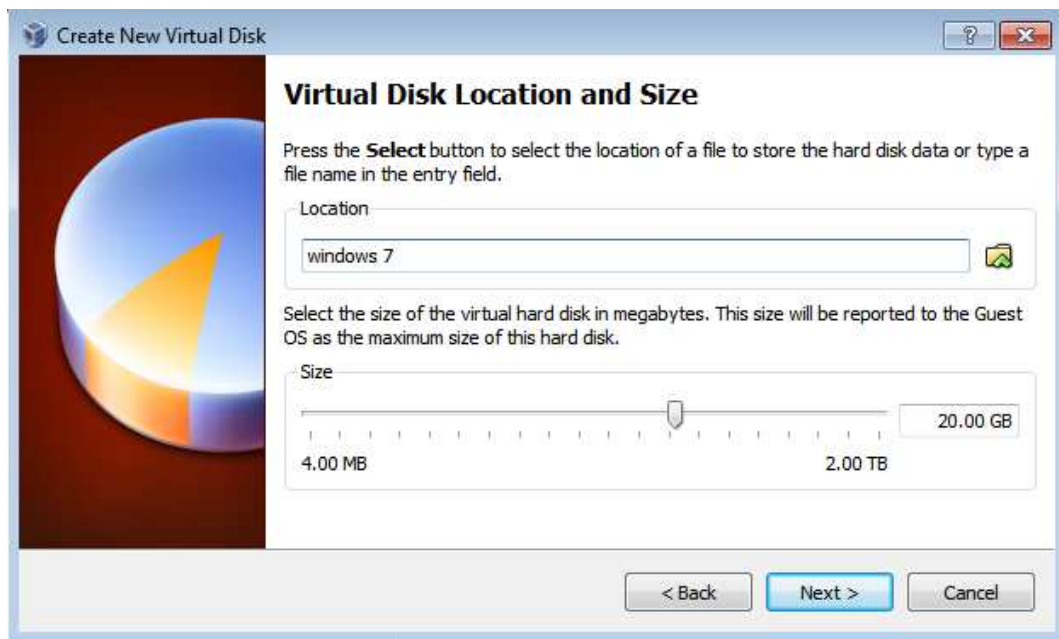 Create New Virtual Disk
Virtual Disk Location and Size
Press the Select button to select the location of a file to store the hard disk data or type a
file name in the entry field.
Location
windows 7
Select the size of the virtual hard disk in megabytes. This size will be reported to the Guest
OS as the maximum size of this hard disk.
Size
20.00 GB
4.00 MB 2.00 TB
< Back Next > Cancel